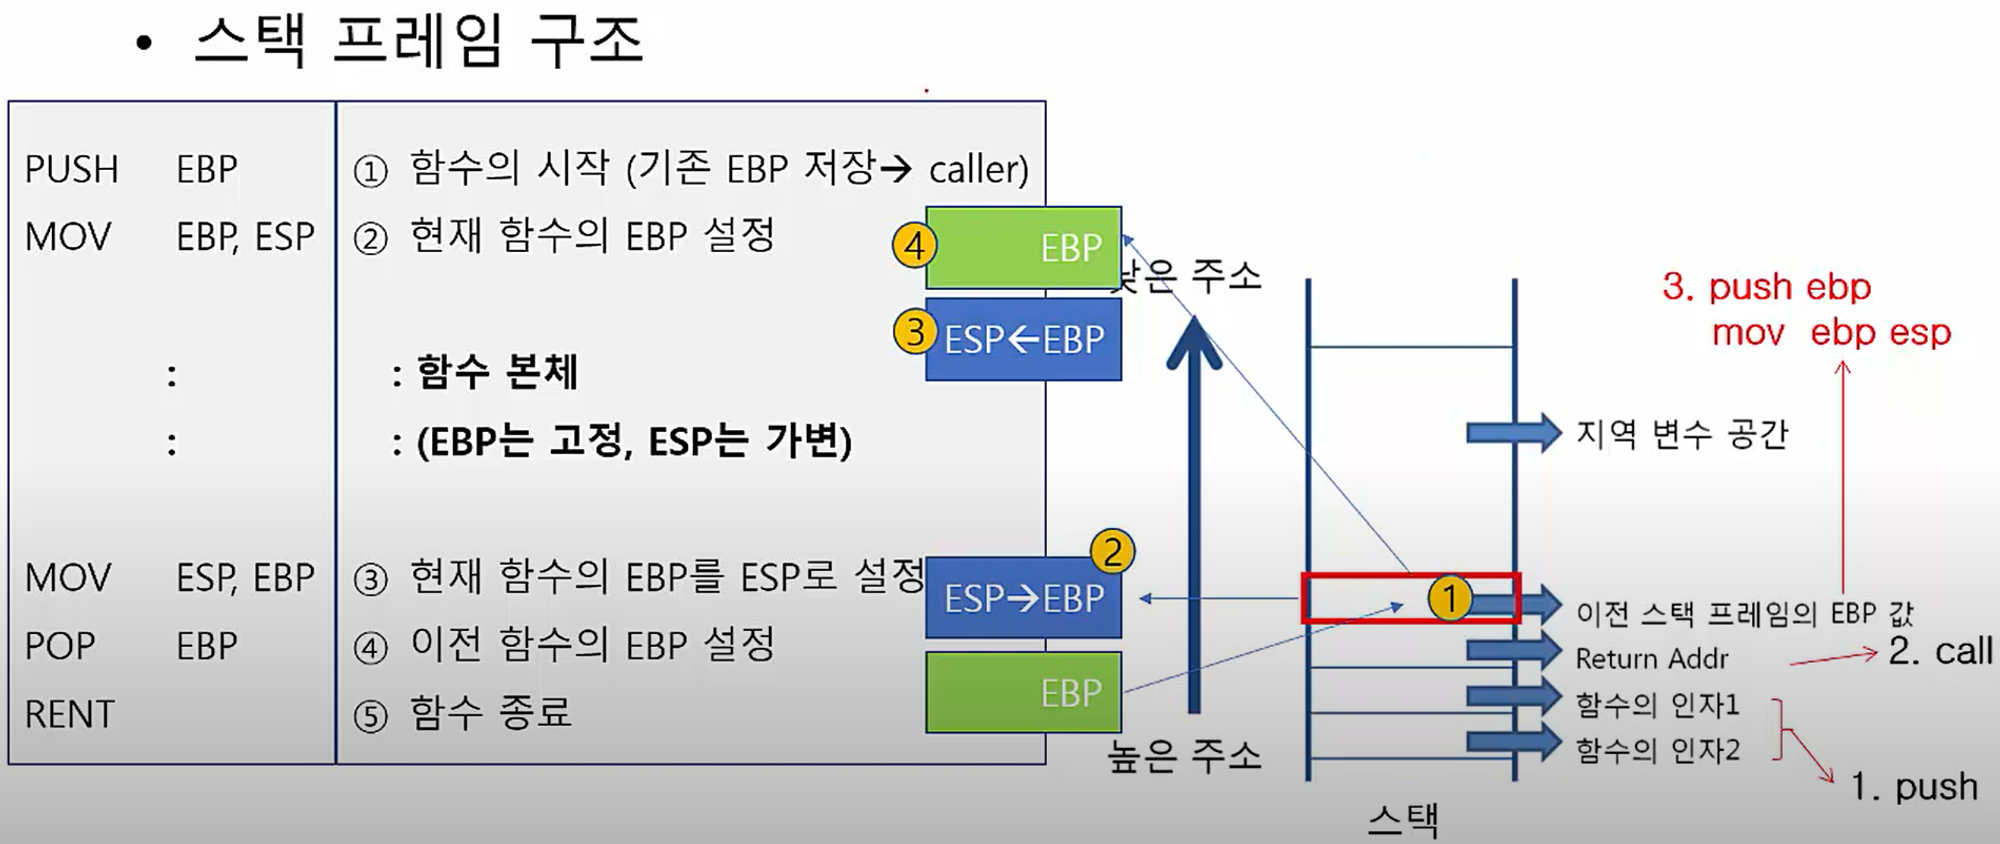 • 스택 프레임 구조
PUSH EBP ① 함수의 시작 (기존 EBP 저장→ caller)
MOV EBP, ESP ② 현재 함수의 EBP 설정
: : 함수 본체
: : (EBP는 고정, ESP는 가변)
MOV ESP, EBP ③ 현재 함수의 EBP를 ESP로 설정
POP EBP ④ 이전 함수의 EBP 설정
RENT ⑤ 함수 종료
④ EBP
③ ESP←EBP
② ESP→EBP
EBP
낮은 주소
높은 주소
①
스택
지역 변수 공간
이전 스택 프레임의 EBP 값
Return Addr
함수의 인자1
함수의 인자2
3. push ebp
mov ebp esp
2. call
1. push